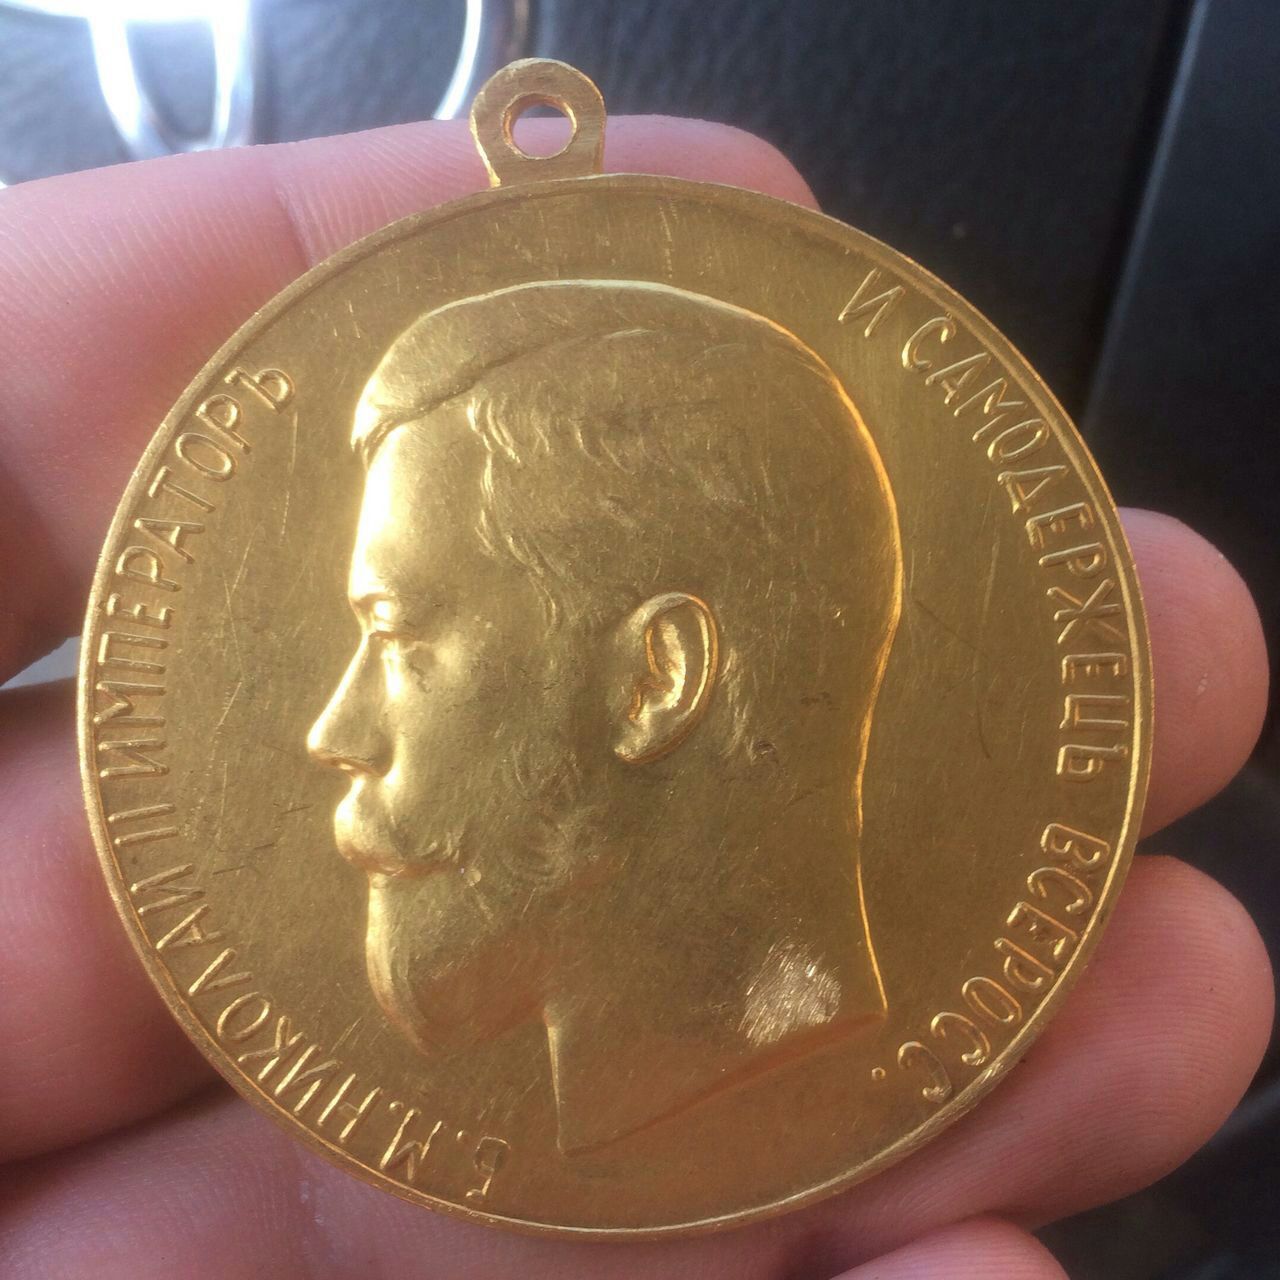 Б. М. НИКОЛАЙ II ИМПЕРАТОРЪ
И САМОДЕРЖЕЦЪ ВСЕРОСС.